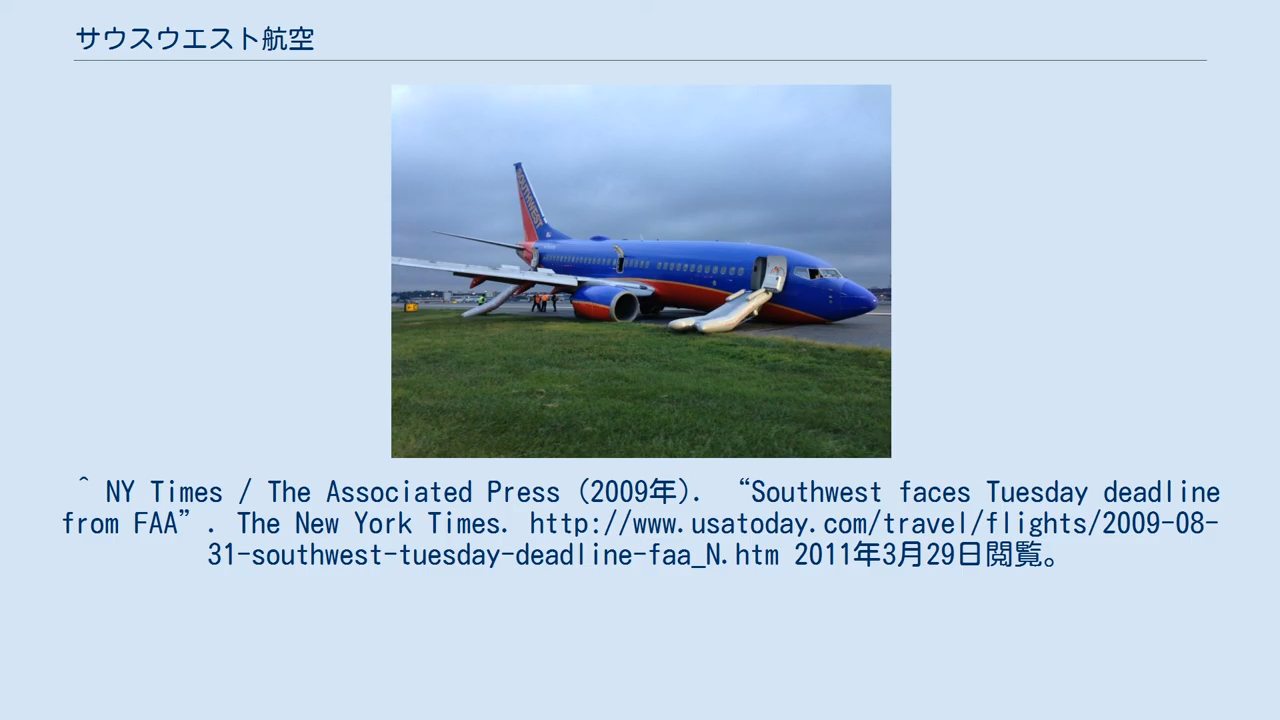 サウスウエスト航空
SOUTHWEST
^ NY Times / The Associated Press (2009年). “Southwest faces Tuesday deadline
from FAA”. The New York Times. http://www.usatoday.com/travel/flights/2009-08-
31-southwest-tuesday-deadline-faa_N.htm 2011年3月29日閲覧。